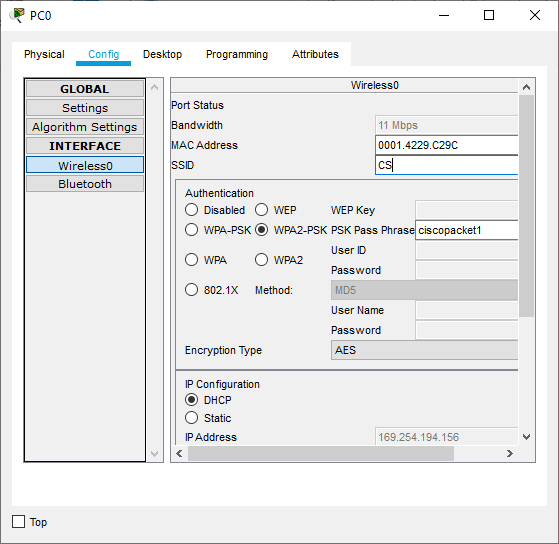 PC0
Physical Config Desktop Programming Attributes
GLOBAL
Settings
Algorithm Settings
INTERFACE
Wireless0
Bluetooth
Wireless0
Port Status
Bandwidth 11 Mbps
MAC Address 0001.4229.C29C
SSID CS
Authentication
Disabled WEP WEP Key
WPA-PSK WPA2-PSK PSK Pass Phrase ciscopacket1
User ID
WPA WPA2 Password
802.1X Method: MD5
User Name
Password
Encryption Type AES
IP Configuration
DHCP
Static
IP Address 169.254.194.156
Top